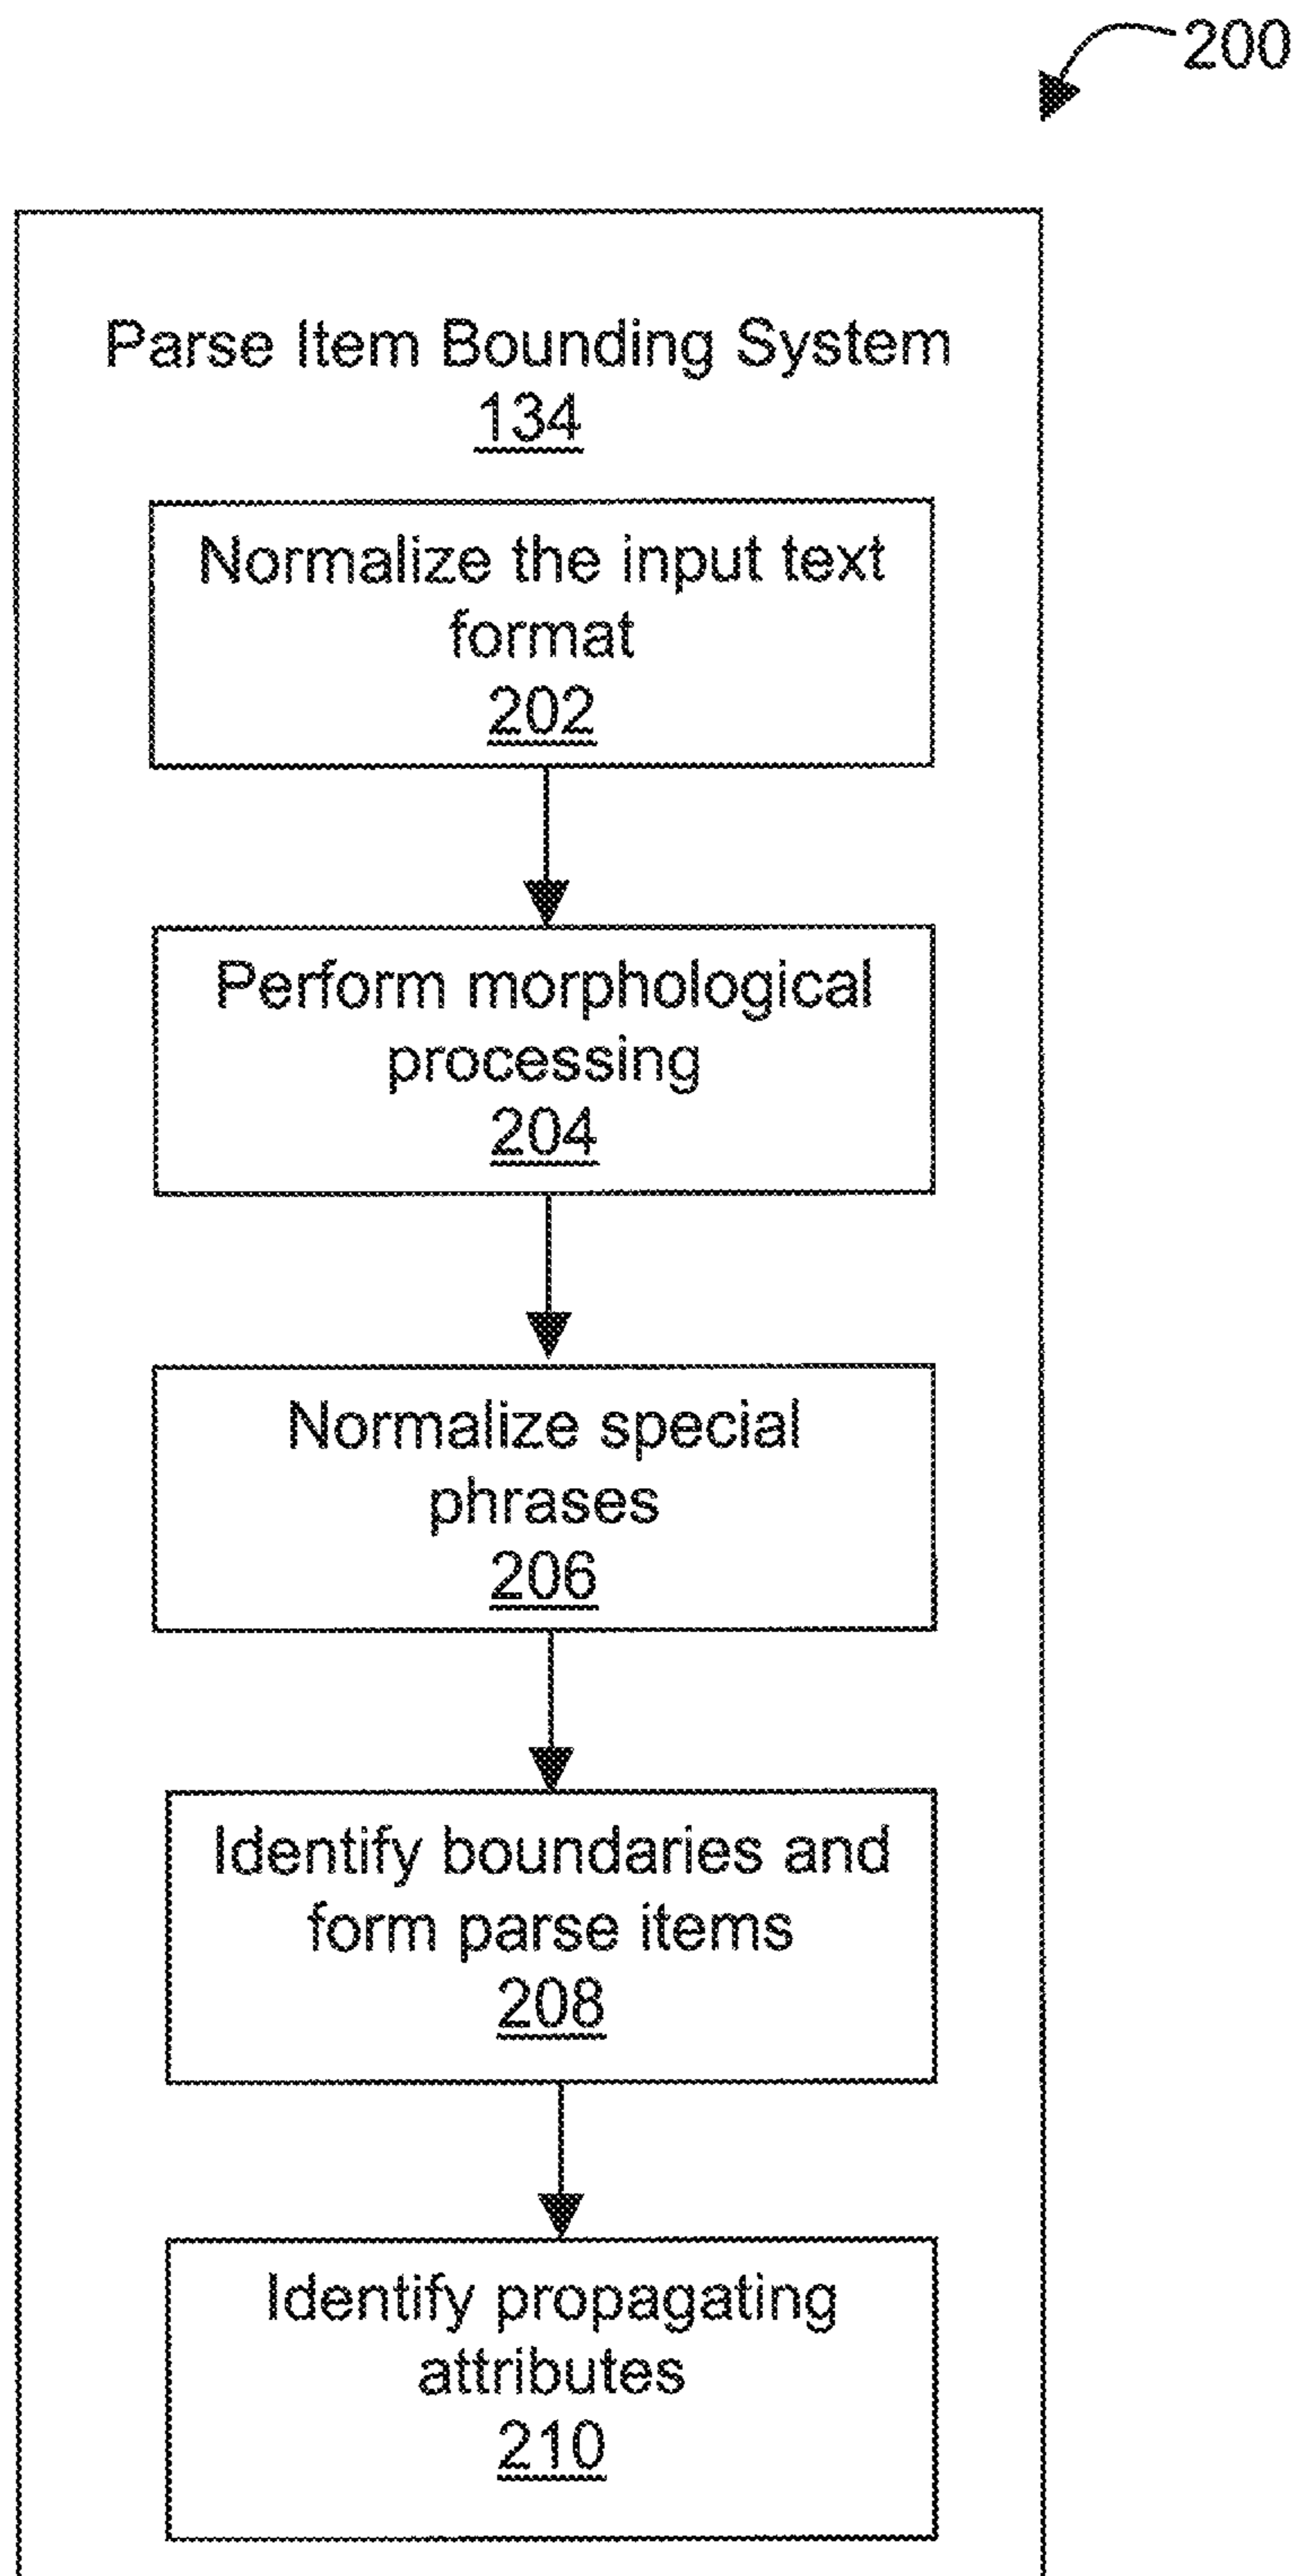 200
Parse Item Bounding System
134
Normalize the input text
format
202
Perform morphological
processing
204
Normalize special
phrases
206
Identify boundaries and
form parse items
208
Identify propagating
attributes
210